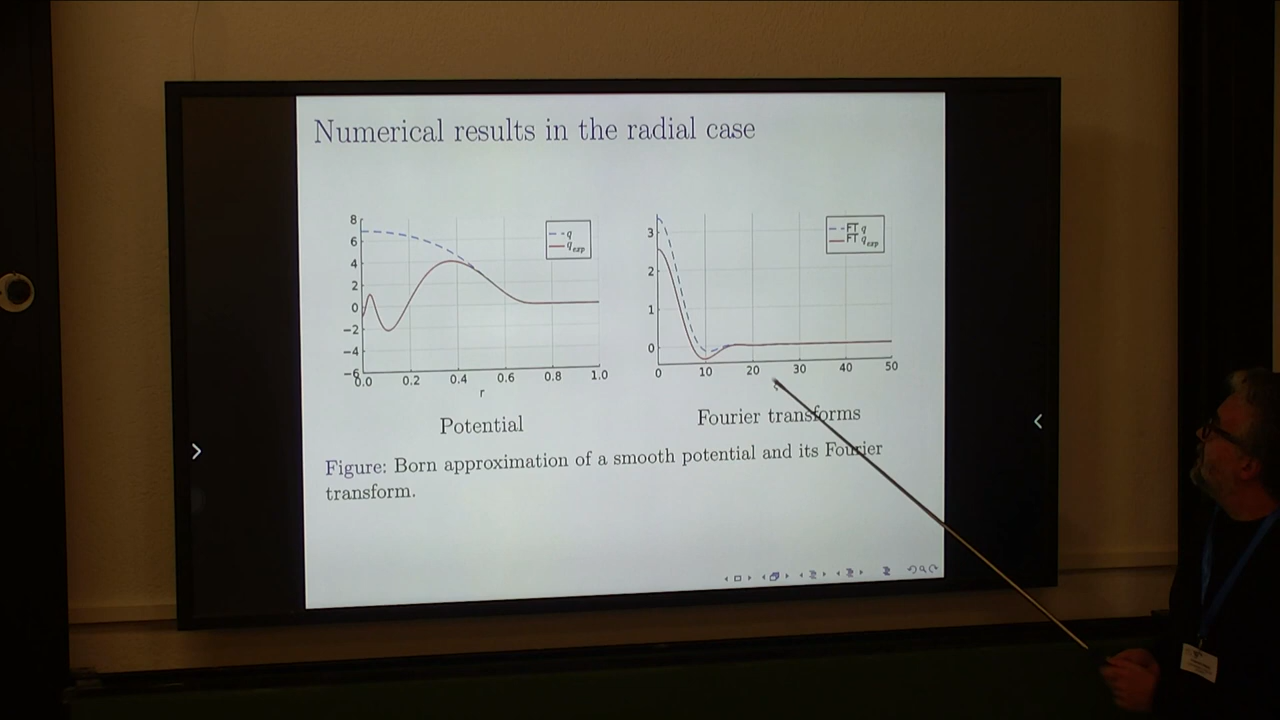 Numerical results in the radial case
8
6
4
2
0
−2
−4
−6
0.0 0.2 0.4 0.6 0.8 1.0
r
q
q_exp
Potential
3
2
1
0
0 10 20 30 40 50
FT q
FT q_exp
Fourier transforms
Figure: Born approximation of a smooth potential and its Fourier
transform.